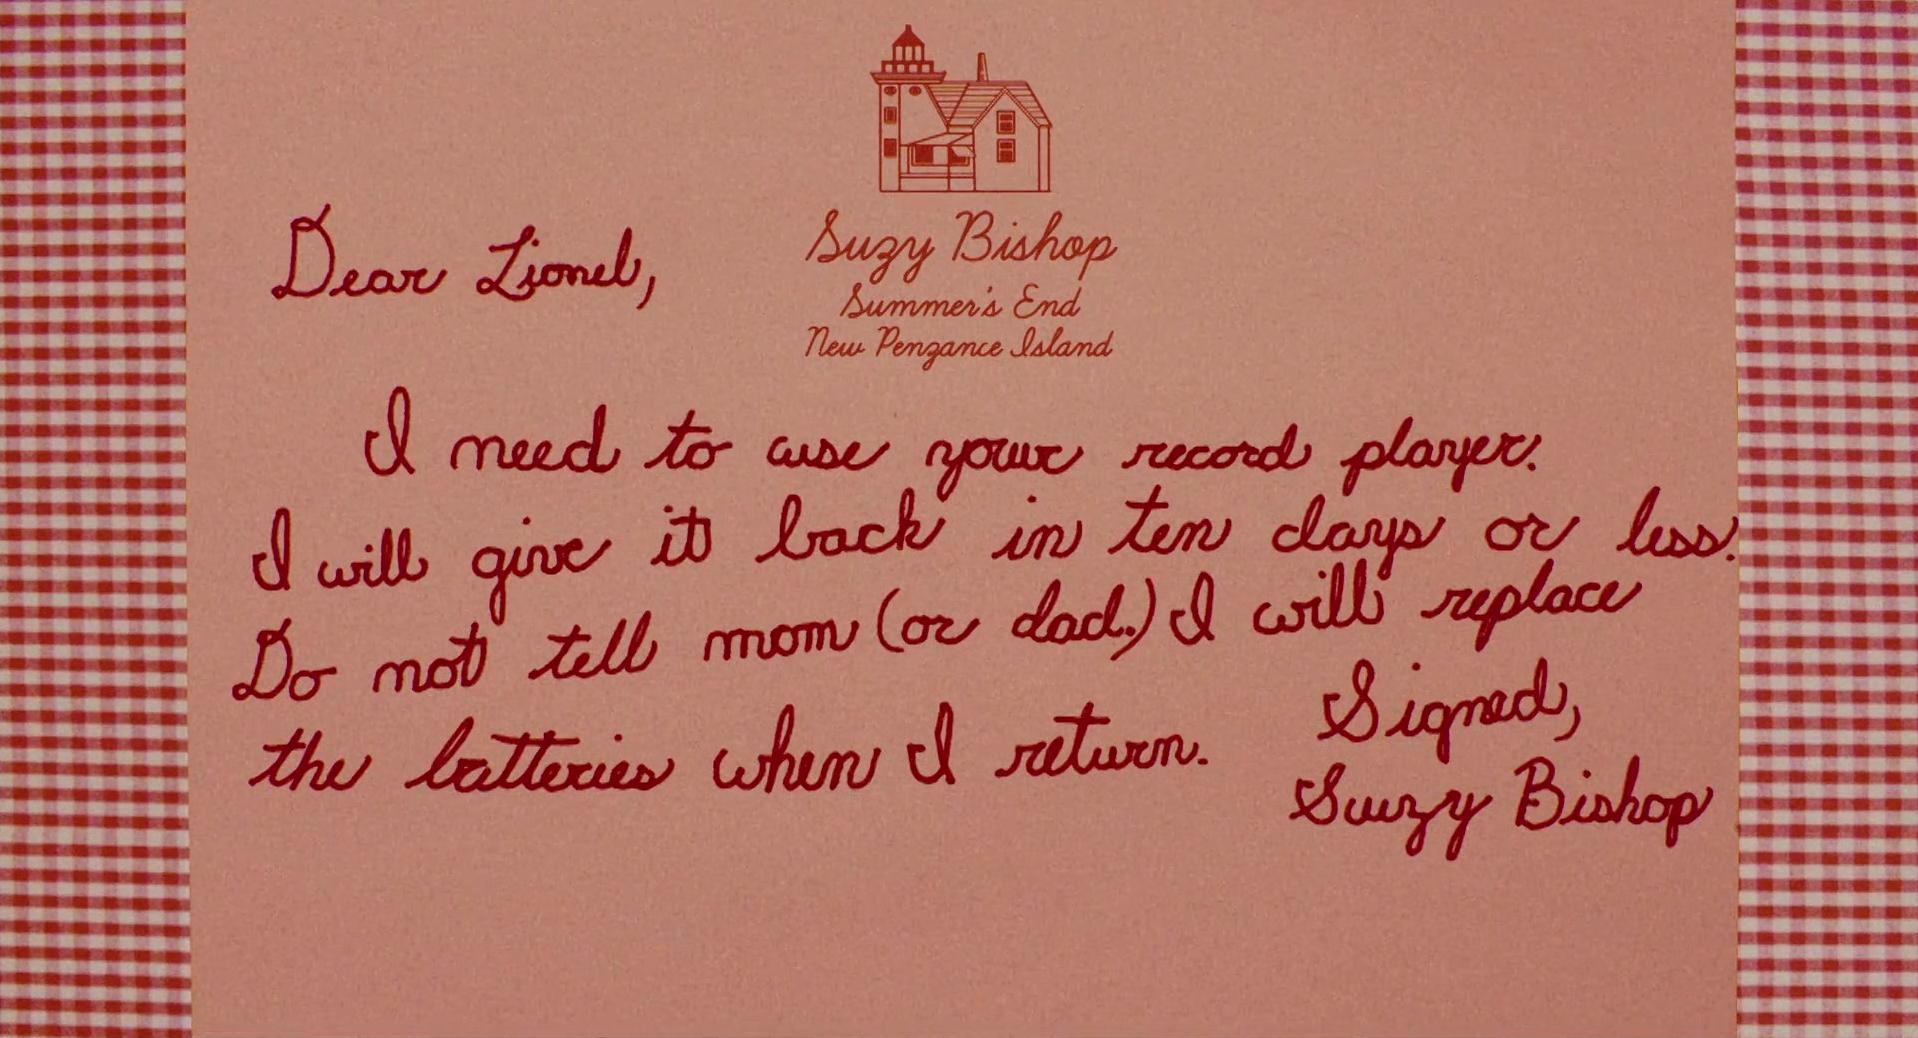 Suzy Bishop
Summer's End
New Penzance Island
Dear Lionel,
I need to use your record player.
I will give it back in ten days or less.
Do not tell mom (or dad.) I will replace
the batteries when I return.
Signed,
Suzy Bishop